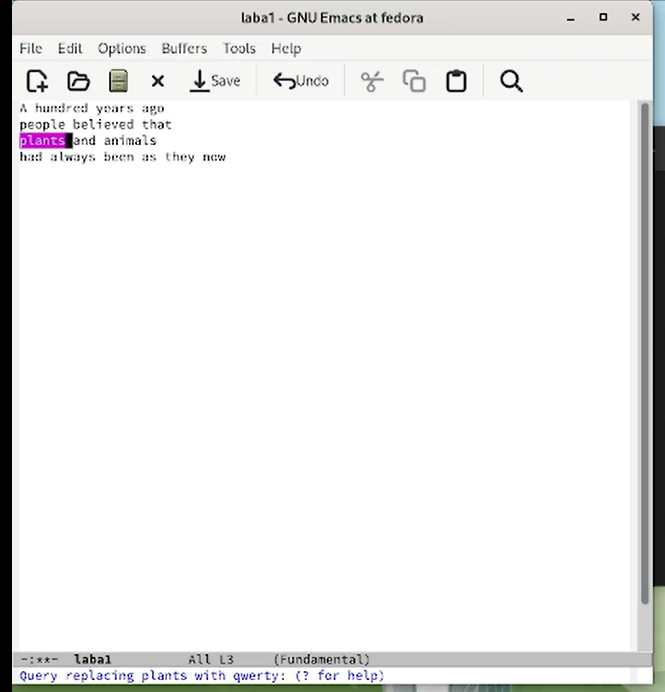 laba1 - GNU Emacs at fedora
File Edit Options Buffers Tools Help
Save Undo
A hundred years ago
people believed that
plants and animals
had always been as they now
-:**- laba1 All L3 (Fundamental)
Query replacing plants with qwerty: (? for help)